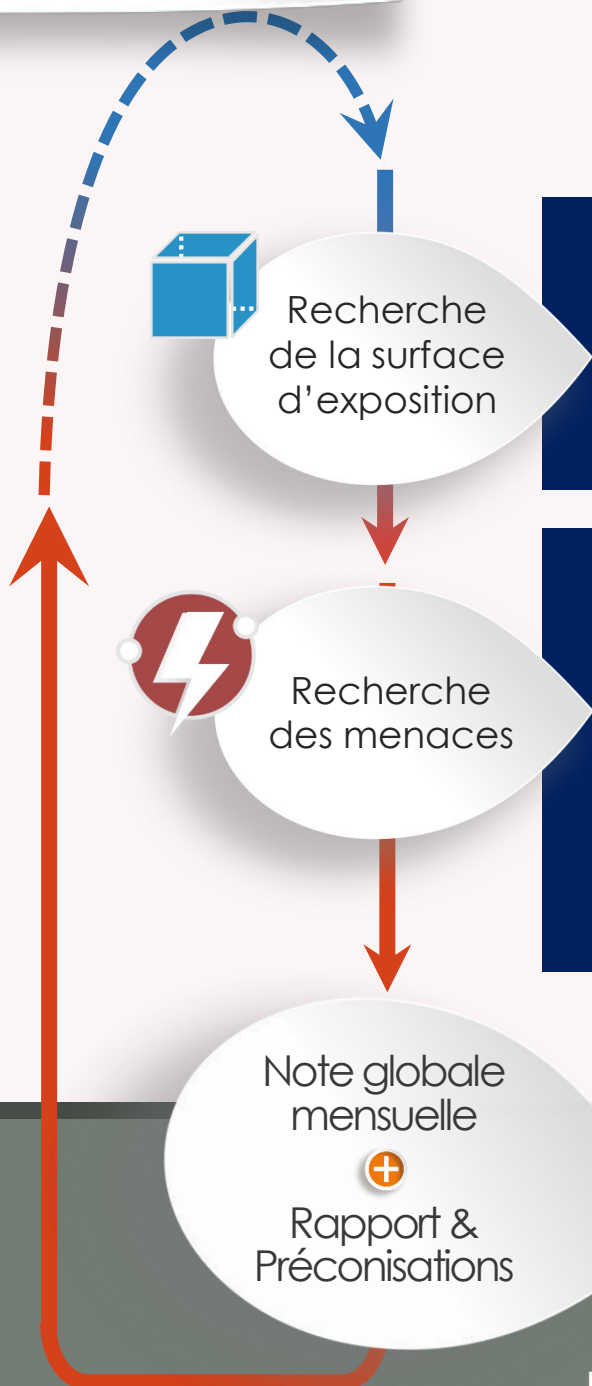 Recherche
de la surface
d’exposition
Recherche
des menaces
Note globale
mensuelle
+
Rapport &
Préconisations